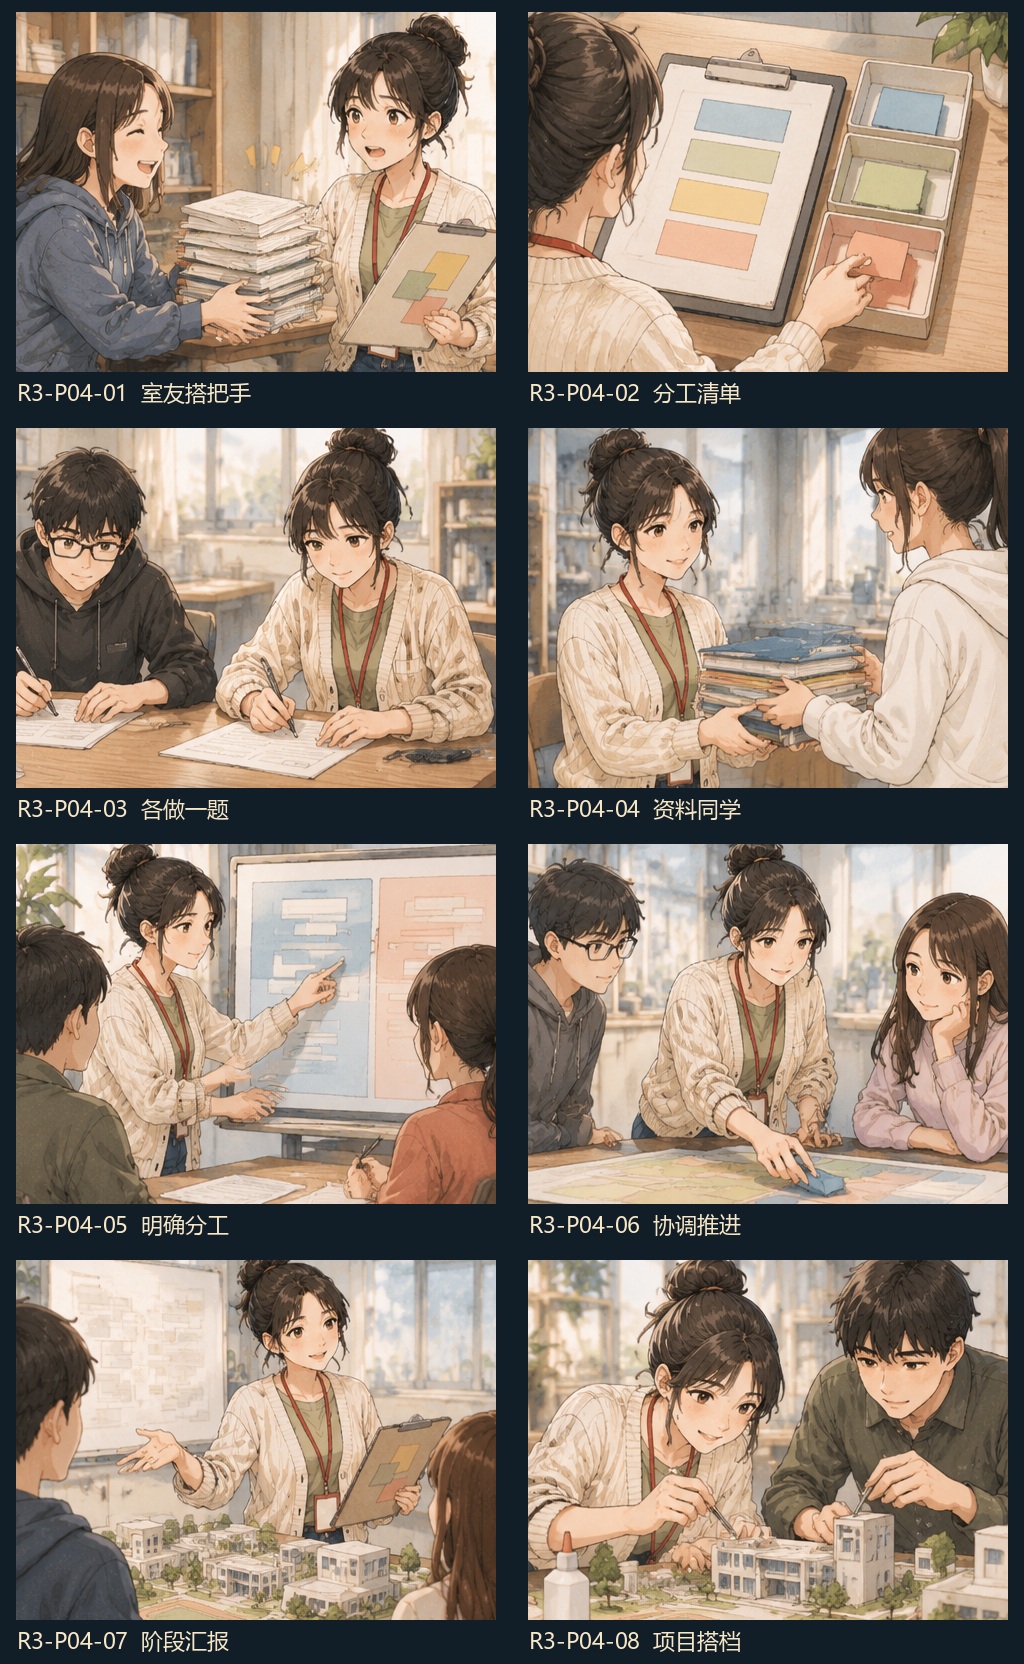 R3-P04-01 室友搭把手
R3-P04-02 分工清单
R3-P04-03 各做一题
R3-P04-04 资料同学
R3-P04-05 明确分工
R3-P04-06 协调推进
R3-P04-07 阶段汇报
R3-P04-08 项目搭档